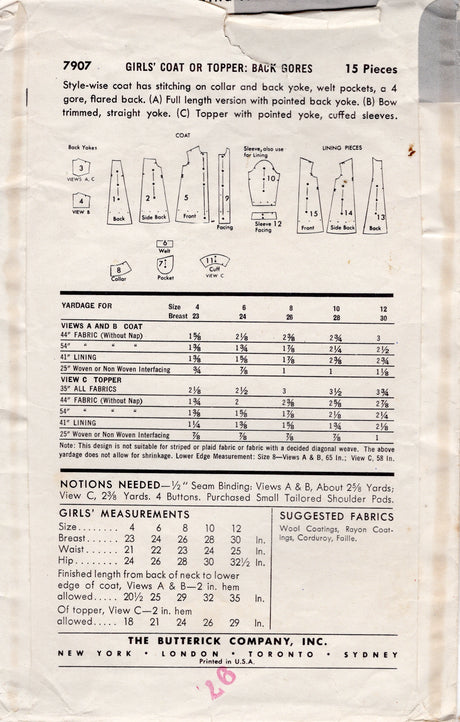 7907 GIRLS' COAT OR TOPPER: BACK GORES 15 Pieces
Style-wise coat has stitching on collar and back yoke, welt pockets, a 4
gore, flared back. (A) Full length version with pointed back yoke. (B) Bow
trimmed, straight yoke. (C) Topper with pointed yoke, cuffed sleeves.
COAT
Back Yokes
3
VIEWS A, C
4
VIEW B
1
Back
2
Side Back
5
Front
9
Facing
Sleeve, also use
for Lining
10
Sleeve 12
Facing
LINING PIECES
15
Front
14
Side Back
13
Back
6
Welt
8
Collar
7
Pocket
11
Cuff
VIEW C
YARDAGE FOR Size 4 6 8 10 12
Breast 23 24 26 28 30
VIEWS A AND B COAT
44" FABRIC (Without Nap) 1⅝ 2⅛ 2⅜ 2¾ 3
54" " " " 1⅜ 1¾ 1⅞ 2¼ 2½
41" LINING 1⅜ 1⅝ 1⅞ 2⅜ 2¾
25" Woven or Non Woven Interfacing ¾ ⅞ 1 1 1⅛
VIEW C TOPPER
35" ALL FABRICS 2⅛ 2½ 3 3½ 3¾
44" FABRIC (Without Nap) 1¾ 2 2⅜ 2⅝ 2⅞
54" " " " 1⅜ 1⅝ 1⅞ 2⅛ 2¼
41" LINING 1¼ 1⅜ 1⅝ 1¾ 2⅛
25" Woven or Non Woven Interfacing ⅞ ⅞ ⅞ ⅞ 1
Note: This design is not suitable for striped or plaid fabric or fabric with a decided diagonal weave. The above
yardage does not allow for shrinkage. Lower Edge Measurement: Size 8—Views A & B, 65 In.; View C, 58 In.
NOTIONS NEEDED—½" Seam Binding: Views A & B, About 2⅝ Yards;
View C, 2⅜ Yards. 4 Buttons. Purchased Small Tailored Shoulder Pads.
GIRLS' MEASUREMENTS
Size........ 4 6 8 10 12
Breast...... 23 24 26 28 30 In.
Waist....... 21 22 23 24 25 In.
Hip......... 24 26 28 30 32½ In.
Finished length from back of neck to lower
edge of coat, Views A & B—2 in. hem
allowed..... 20½ 25 29 32 35 In.
Of topper, View C—2 in. hem
allowed..... 18 21 24 26 29 In.
SUGGESTED FABRICS
Wool Coatings, Rayon Coat-
ings, Corduroy, Faille.
THE BUTTERICK COMPANY, INC.
NEW YORK • LONDON • TORONTO • SYDNEY
Printed in U.S.A.
26